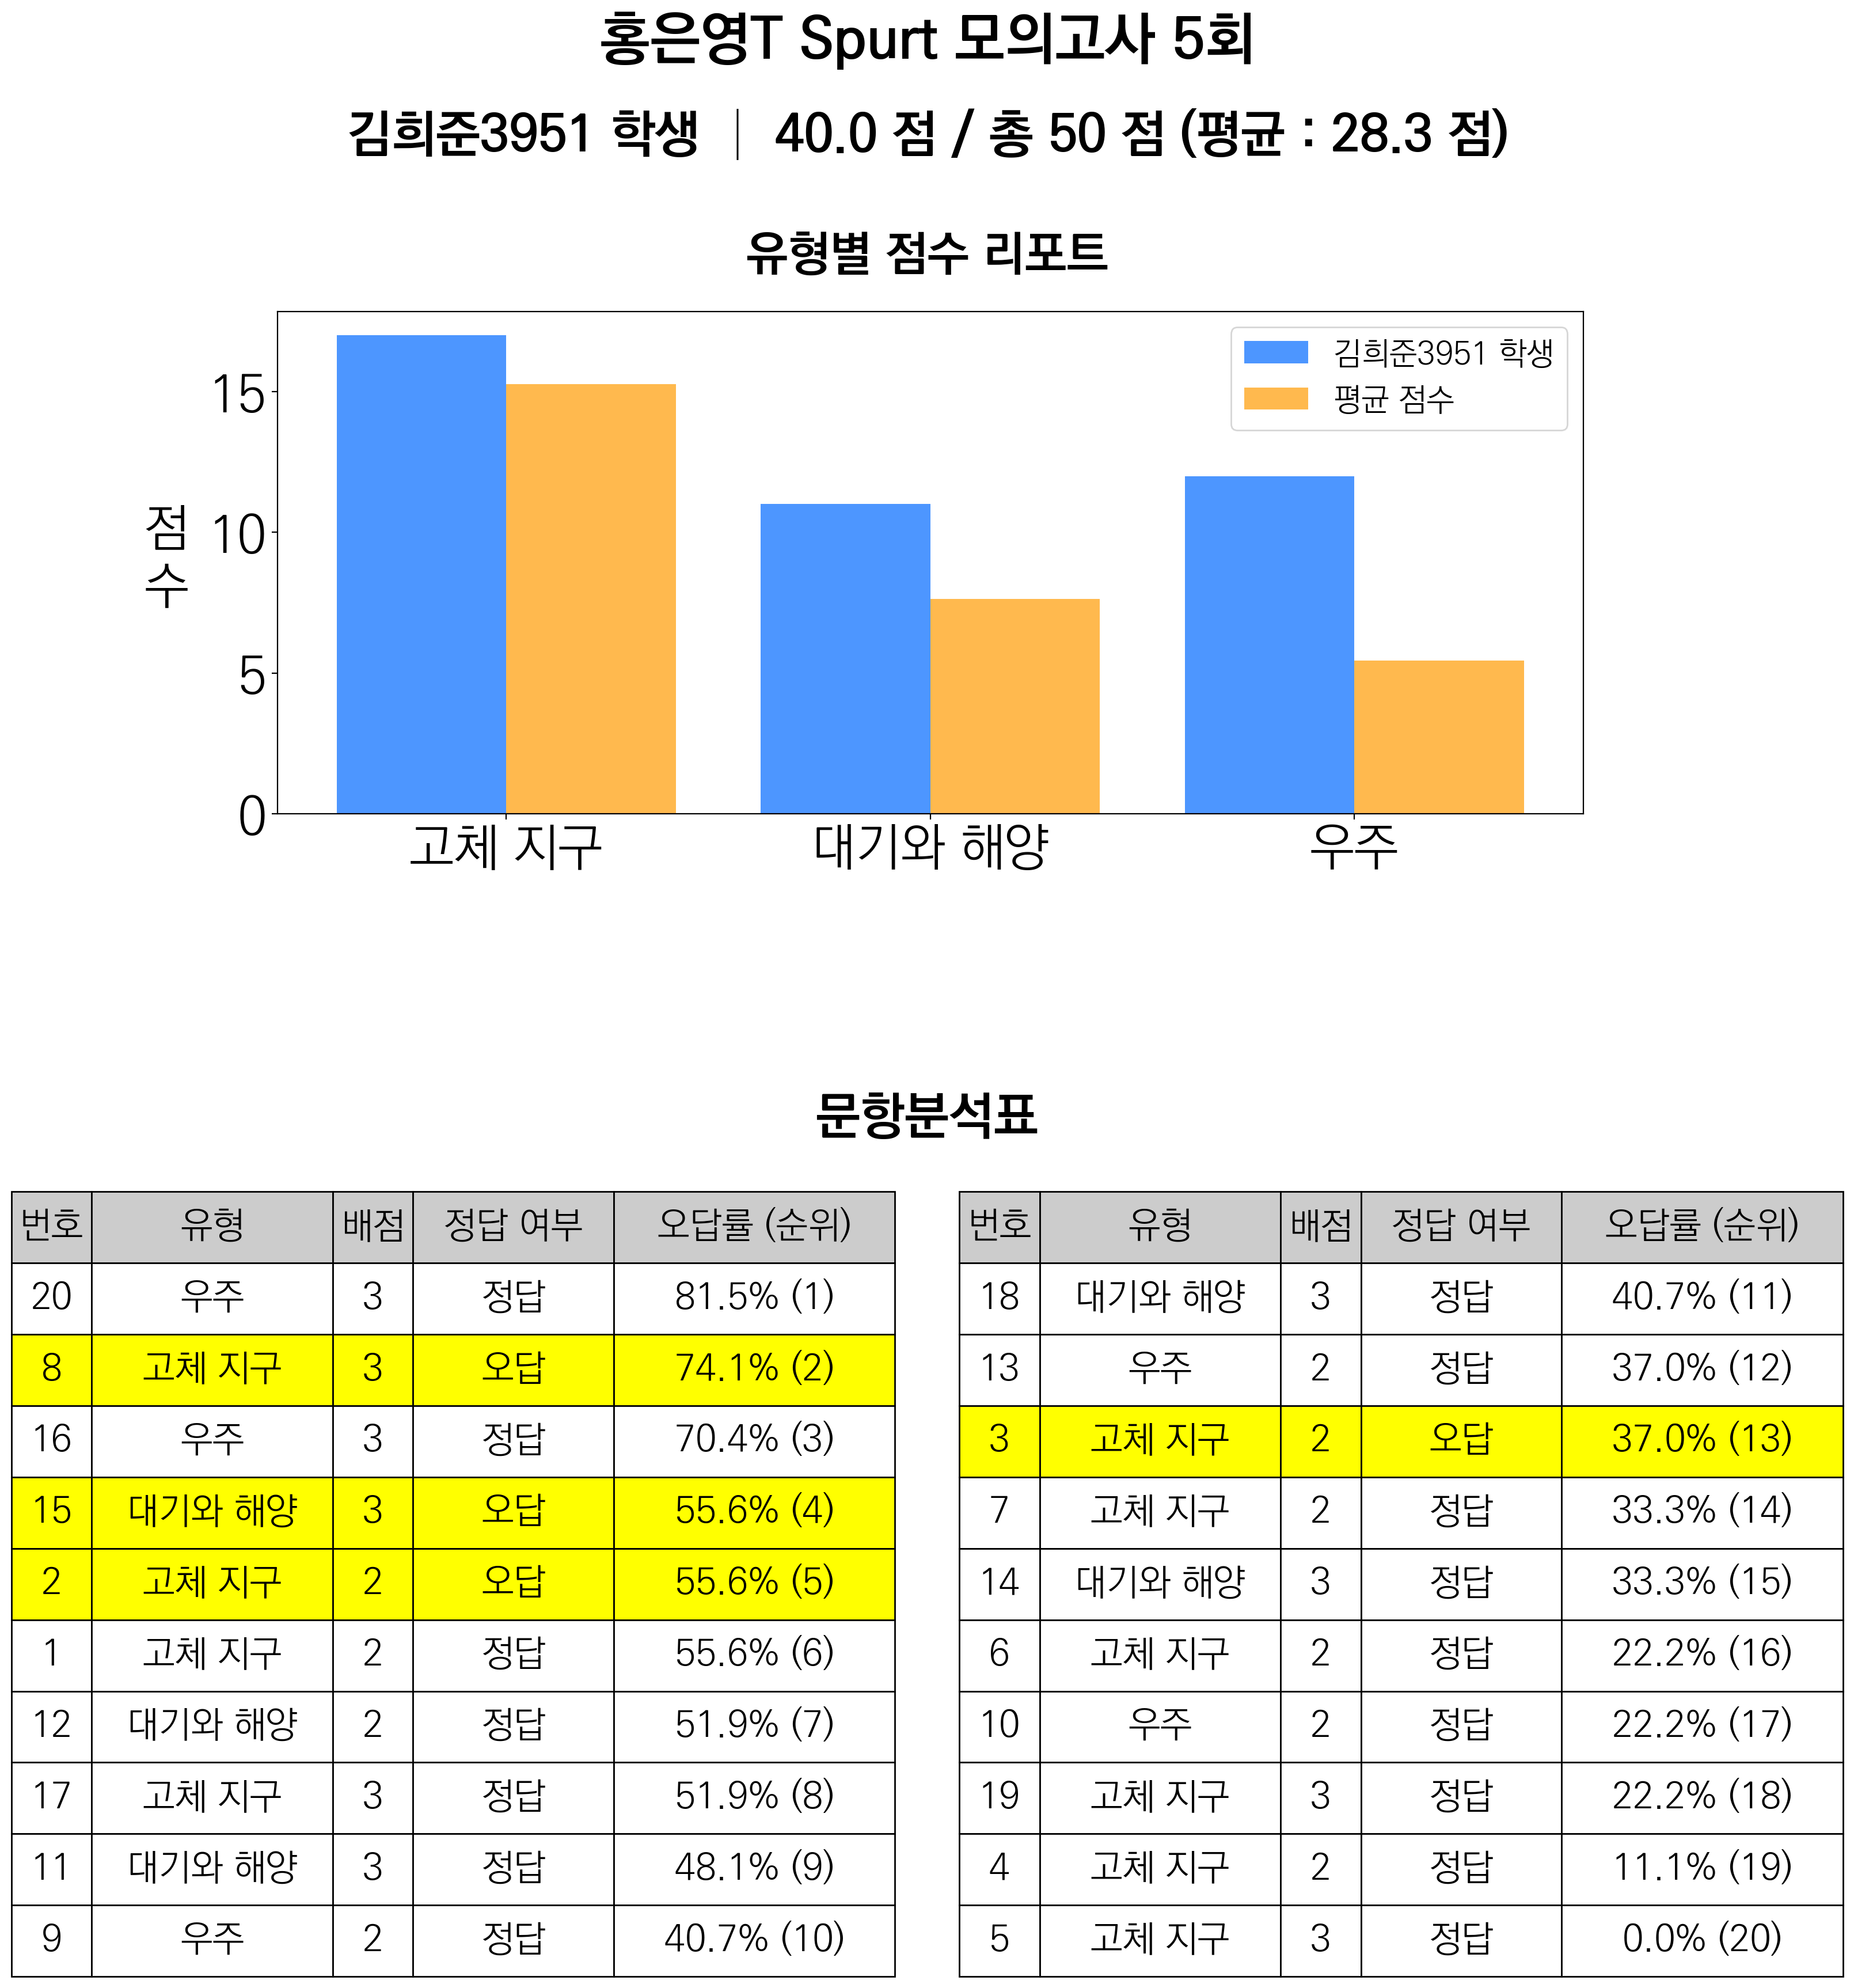 홍은영T Spurt 모의고사 5회
김희준3951 학생 │ 40.0 점 / 총 50 점 (평균 : 28.3 점)
유형별 점수 리포트
김희준3951 학생
평균 점수
점
수
15
10
5
0
고체 지구 대기와 해양 우주
문항분석표
번호 유형 배점 정답 여부 오답률 (순위)
20 우주 3 정답 81.5% (1)
8 고체 지구 3 오답 74.1% (2)
16 우주 3 정답 70.4% (3)
15 대기와 해양 3 오답 55.6% (4)
2 고체 지구 2 오답 55.6% (5)
1 고체 지구 2 정답 55.6% (6)
12 대기와 해양 2 정답 51.9% (7)
17 고체 지구 3 정답 51.9% (8)
11 대기와 해양 3 정답 48.1% (9)
9 우주 2 정답 40.7% (10)
번호 유형 배점 정답 여부 오답률 (순위)
18 대기와 해양 3 정답 40.7% (11)
13 우주 2 정답 37.0% (12)
3 고체 지구 2 오답 37.0% (13)
7 고체 지구 2 정답 33.3% (14)
14 대기와 해양 3 정답 33.3% (15)
6 고체 지구 2 정답 22.2% (16)
10 우주 2 정답 22.2% (17)
19 고체 지구 3 정답 22.2% (18)
4 고체 지구 2 정답 11.1% (19)
5 고체 지구 3 정답 0.0% (20)